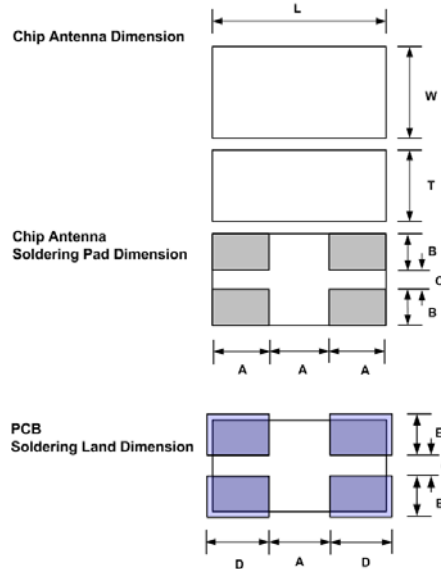 L
Chip Antenna Dimension
W
T
Chip Antenna
Soldering Pad Dimension
B
C
B
A A A
PCB
Soldering Land Dimension
E
E
D A D